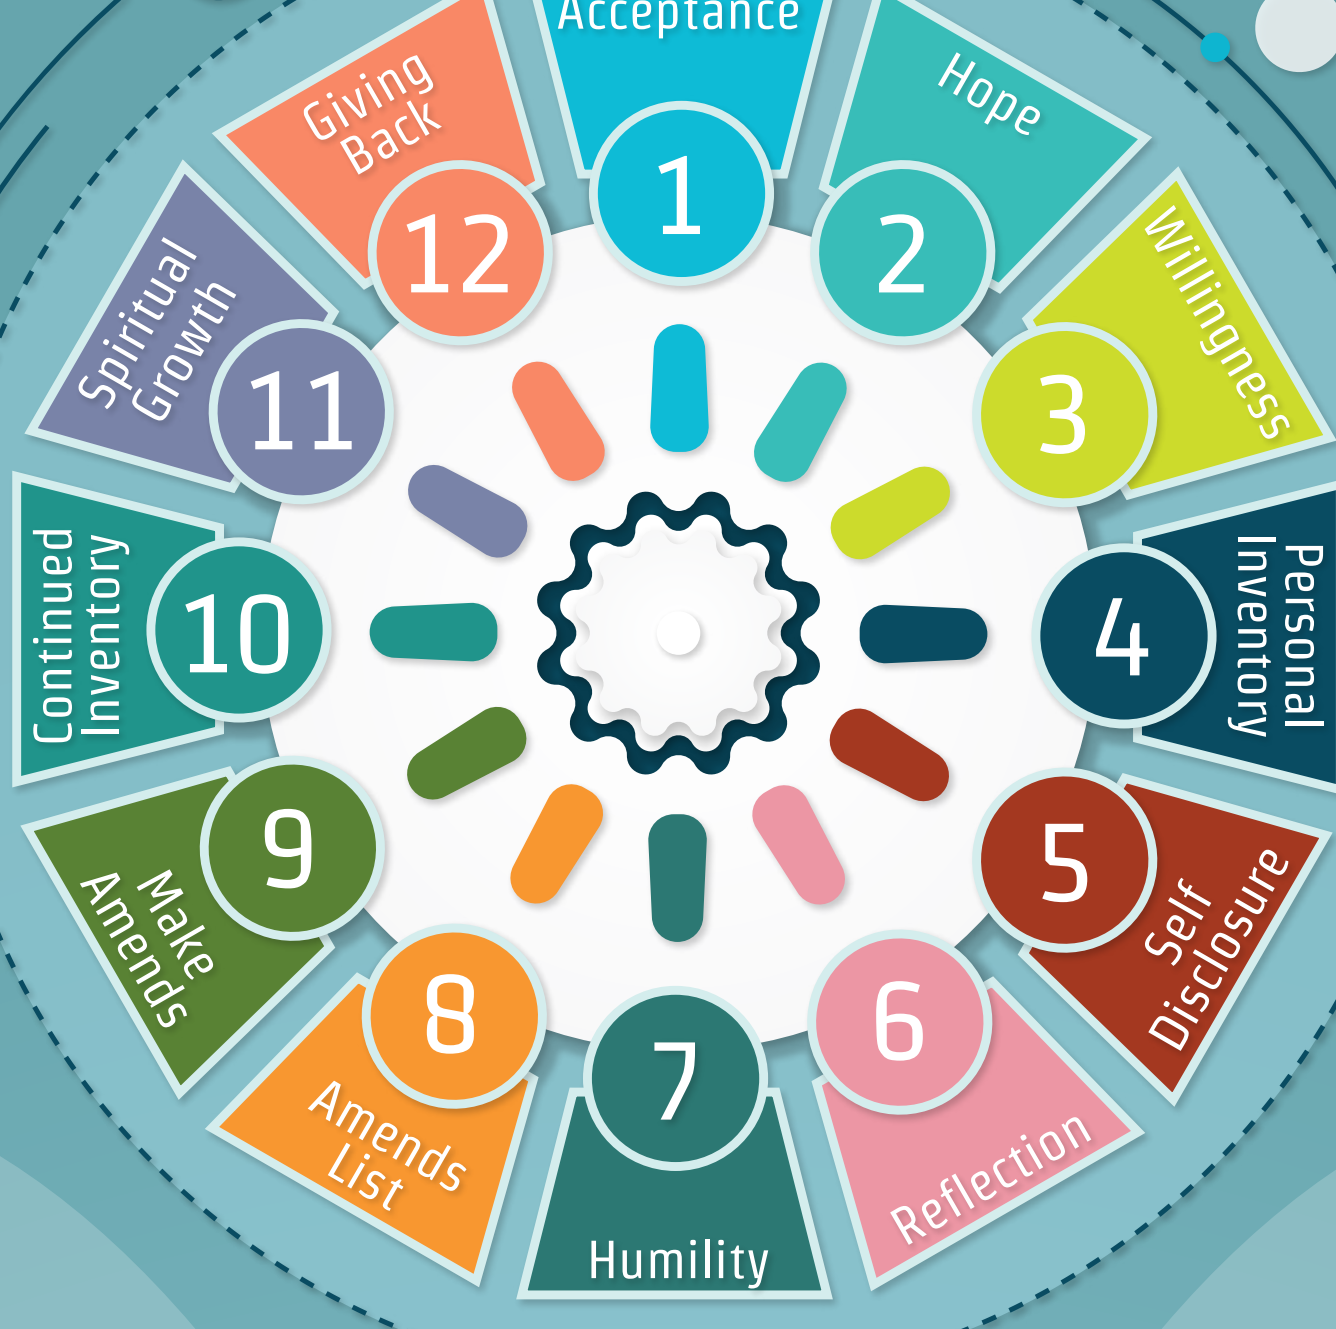 Acceptance
1
Hope
2
Willingness
3
Personal
Inventory
4
Self
Disclosure
5
Reflection
6
Humility
7
Amends
List
8
Make
Amends
9
Continued
Inventory
10
Spiritual
Growth
11
Giving
Back
12